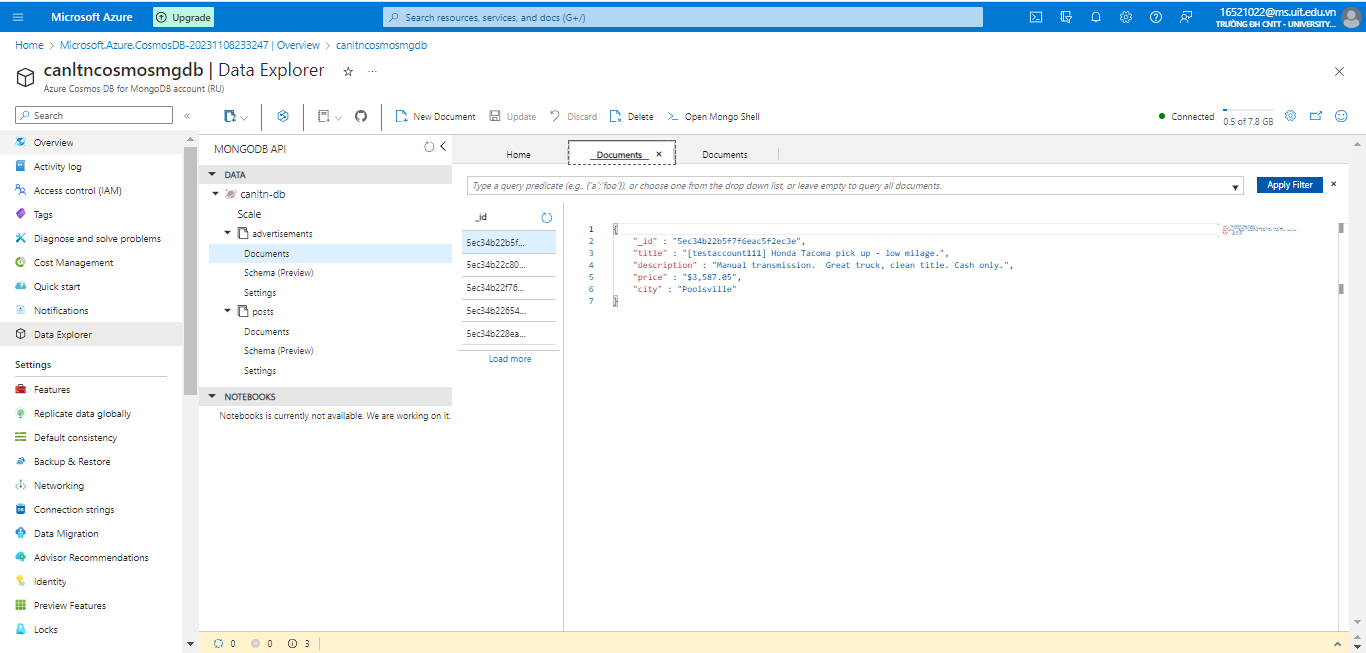 Microsoft Azure
Upgrade
Search resources, services, and docs (G+/)
16521022@ms.uit.edu.vn
TRƯỜNG ĐH CNTT - UNIVERSITY...
Home > Microsoft.Azure.CosmosDB-20231108233247 | Overview > canltncosmosmgdb
canltncosmosmgdb | Data Explorer
Azure Cosmos DB for MongoDB account (RU)
Search
New Document
Update
Discard
Delete
Open Mongo Shell
Connected
0.5 of 7.8 GB
Overview
Activity log
Access control (IAM)
Tags
Diagnose and solve problems
Cost Management
Quick start
Notifications
Data Explorer
Settings
Features
Replicate data globally
Default consistency
Backup & Restore
Networking
Connection strings
Data Migration
Advisor Recommendations
Identity
Preview Features
Locks
MONGODB API
DATA
canltn-db
Scale
advertisements
Documents
Schema (Preview)
Settings
posts
Documents
Schema (Preview)
Settings
NOTEBOOKS
Notebooks is currently not available. We are working on it.
Home
Documents
Documents
Type a query predicate (e.g., {'a':'foo'}), or choose one from the drop down list, or leave empty to query all documents.
Apply Filter
_id
5ec34b22b5f...
5ec34b22c80...
5ec34b22f76...
5ec34b22654...
5ec34b228ea...
Load more
1 {
2 "_id" : "5ec34b22b5f7f6eac5f2ec3e",
3 "title" : "[testaccount111] Honda Tacoma pick up - low milage.",
4 "description" : "Manual transmission.  Great truck, clean title. Cash only.",
5 "price" : "$3,587.05",
6 "city" : "Poolsville"
7 }
0 0 3